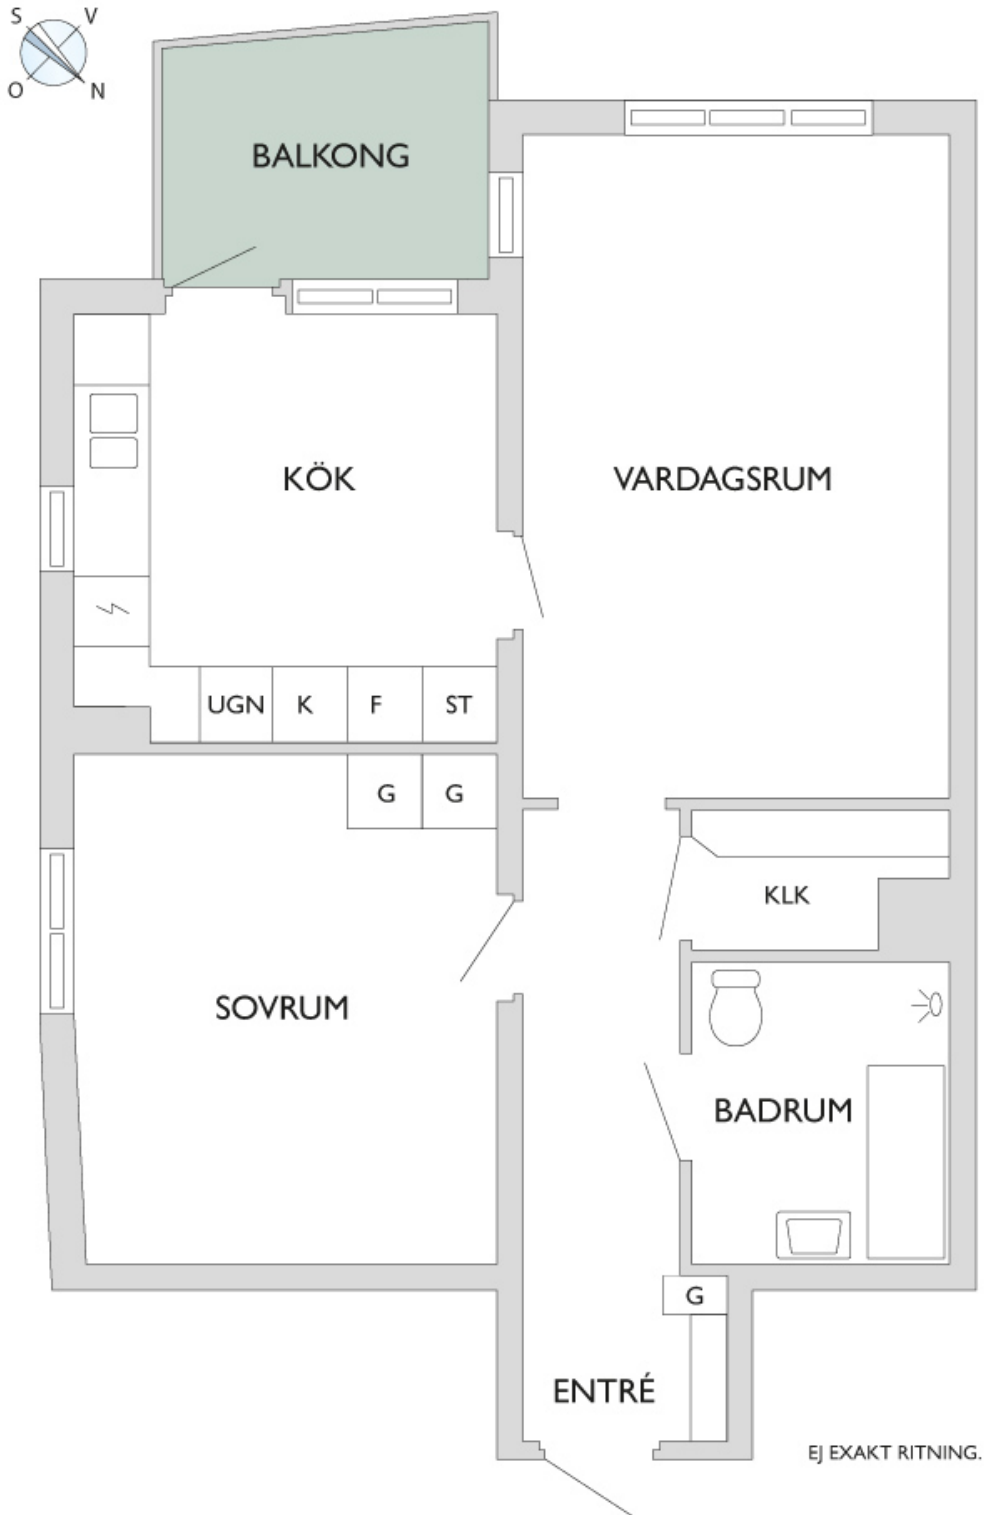 S V
O N
BALKONG
KÖK
VARDAGSRUM
UGN K F ST
G G
KLK
SOVRUM
BADRUM
G
ENTRÉ
EJ EXAKT RITNING.